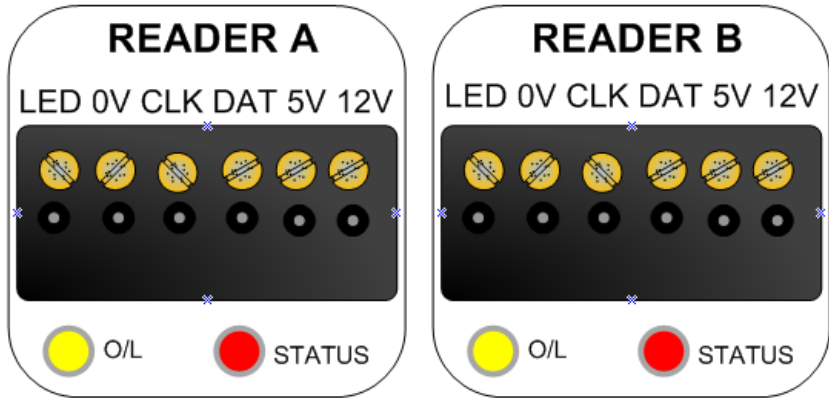 READER A
LED 0V CLK DAT 5V 12V
O/L
STATUS
READER B
LED 0V CLK DAT 5V 12V
O/L
STATUS